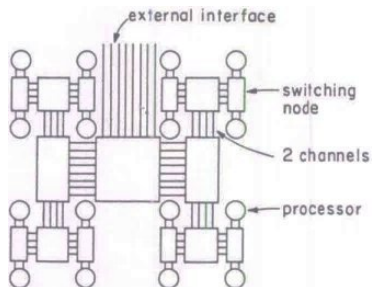 external interface
switching
node
2 channels
processor